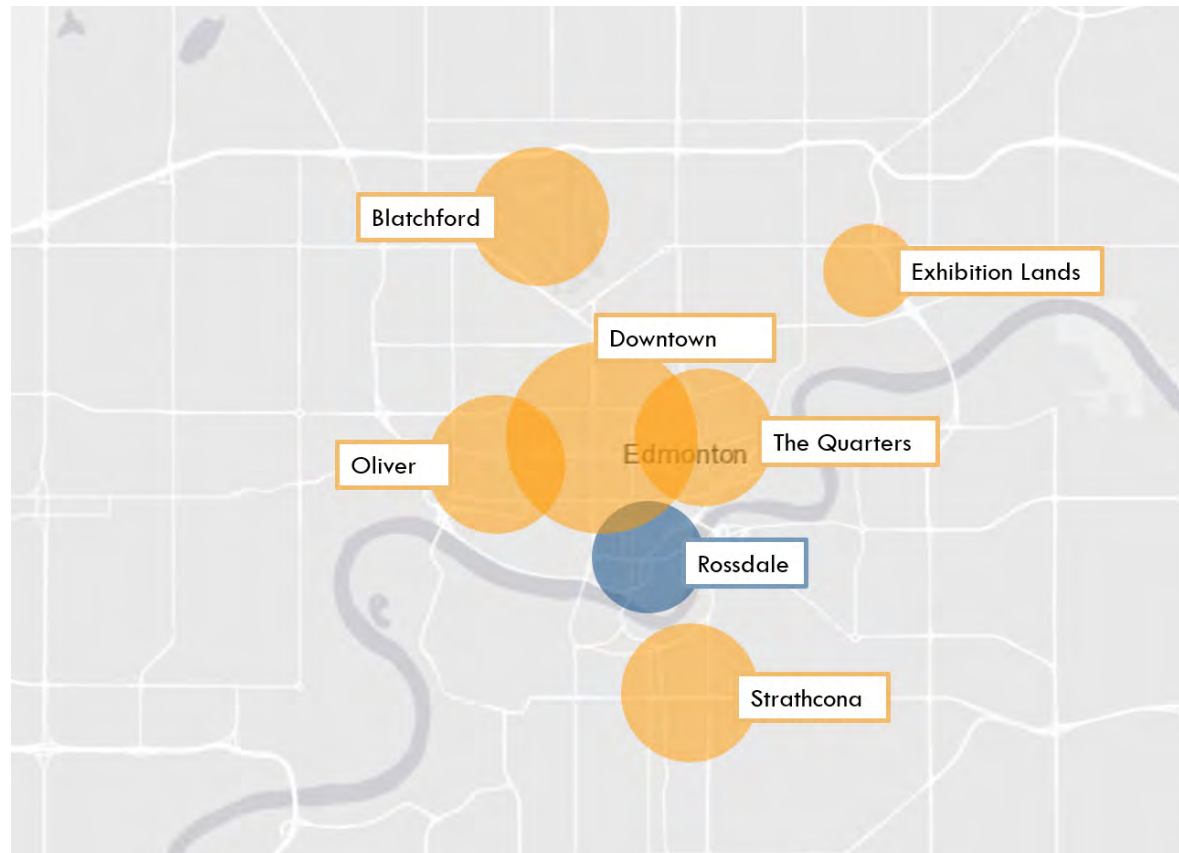 Blatchford
Exhibition Lands
Downtown
The Quarters
Edmonton
Oliver
Rossdale
Strathcona